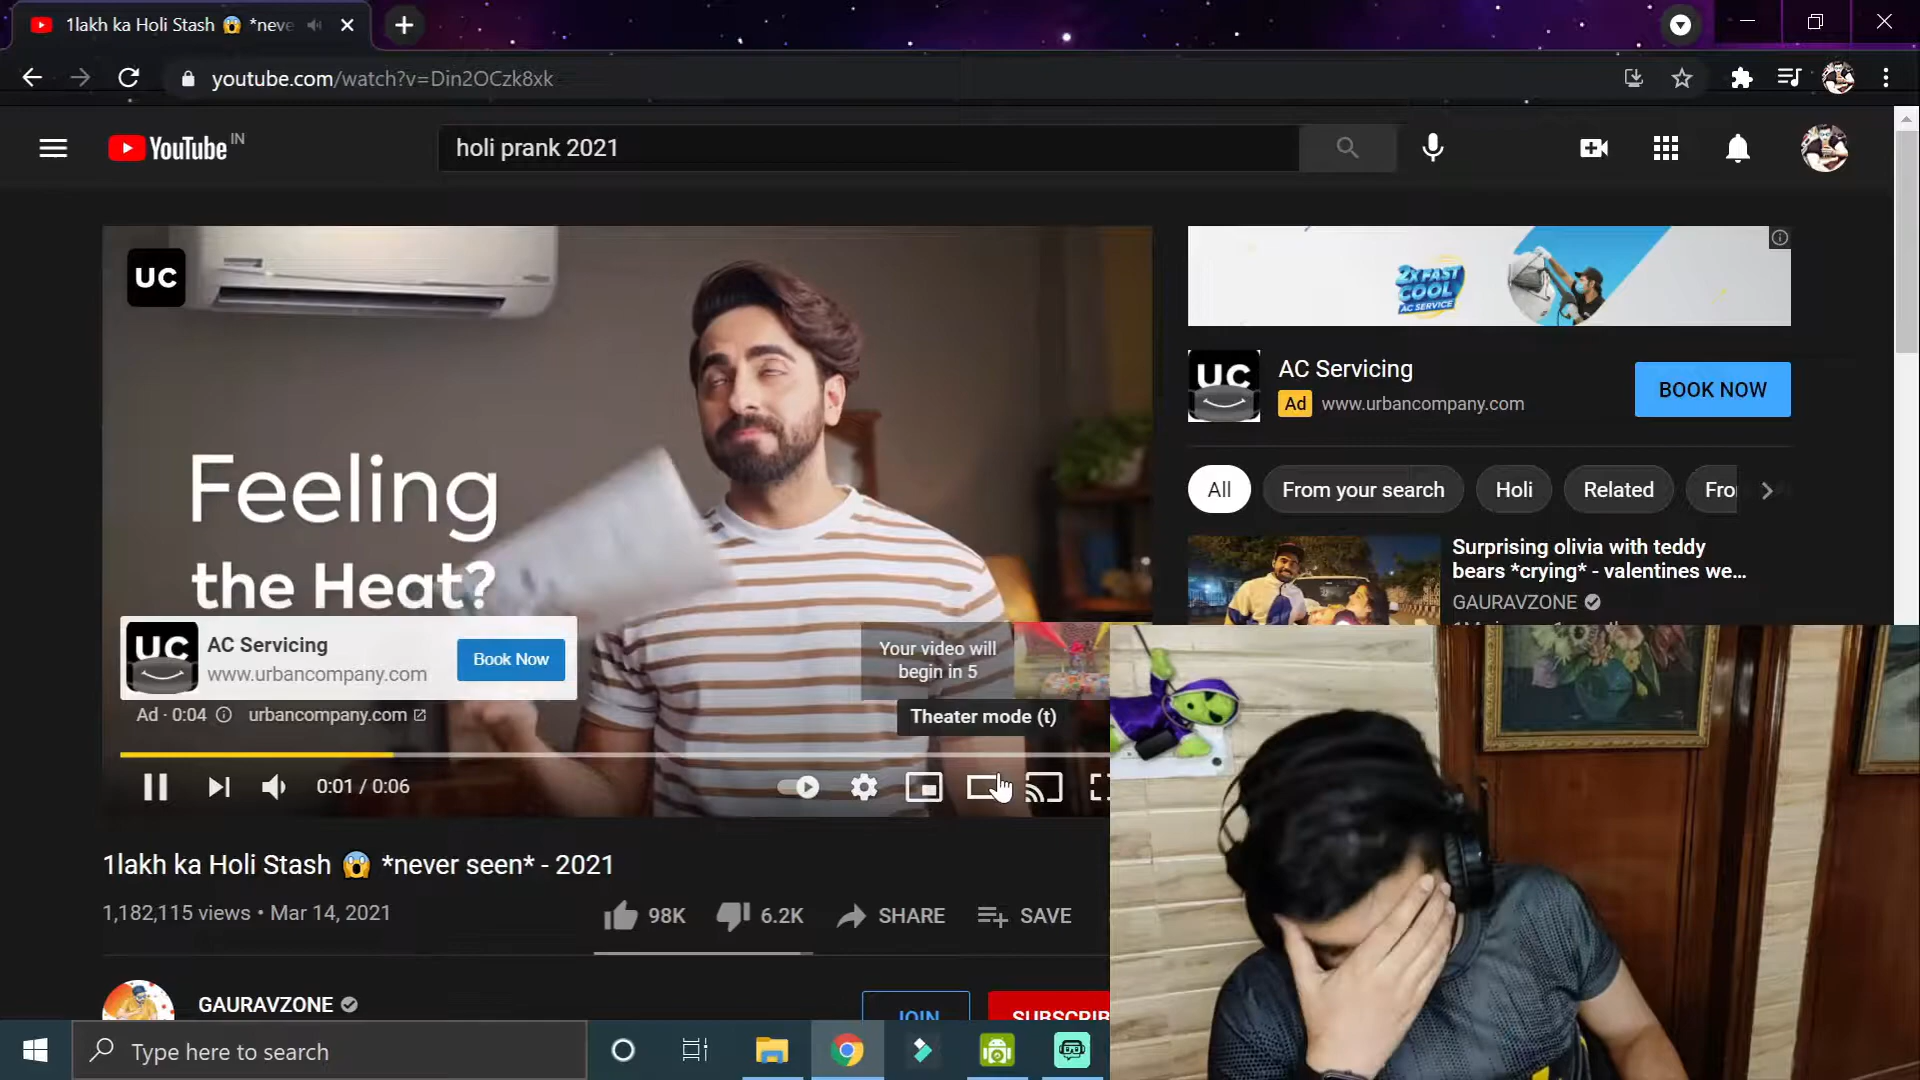 1lakh ka Holi Stash 😱 *neve
youtube.com/watch?v=Din2OCzk8xk
YouTube IN
holi prank 2021
UC
Feeling
the Heat?
UC
AC Servicing
www.urbancompany.com
Book Now
Your video will
begin in 5
Ad · 0:04
urbancompany.com
Theater mode (t)
0:01 / 0:06
2X FAST
COOL
AC SERVICE
UC
AC Servicing
Ad www.urbancompany.com
BOOK NOW
All
From your search
Holi
Related
Fro
Surprising olivia with teddy
bears *crying* - valentines we...
GAURAVZONE
1lakh ka Holi Stash 😱 *never seen* - 2021
1,182,115 views • Mar 14, 2021
98K
6.2K
SHARE
SAVE
GAURAVZONE
JOIN
SUBSCRIB
Type here to search